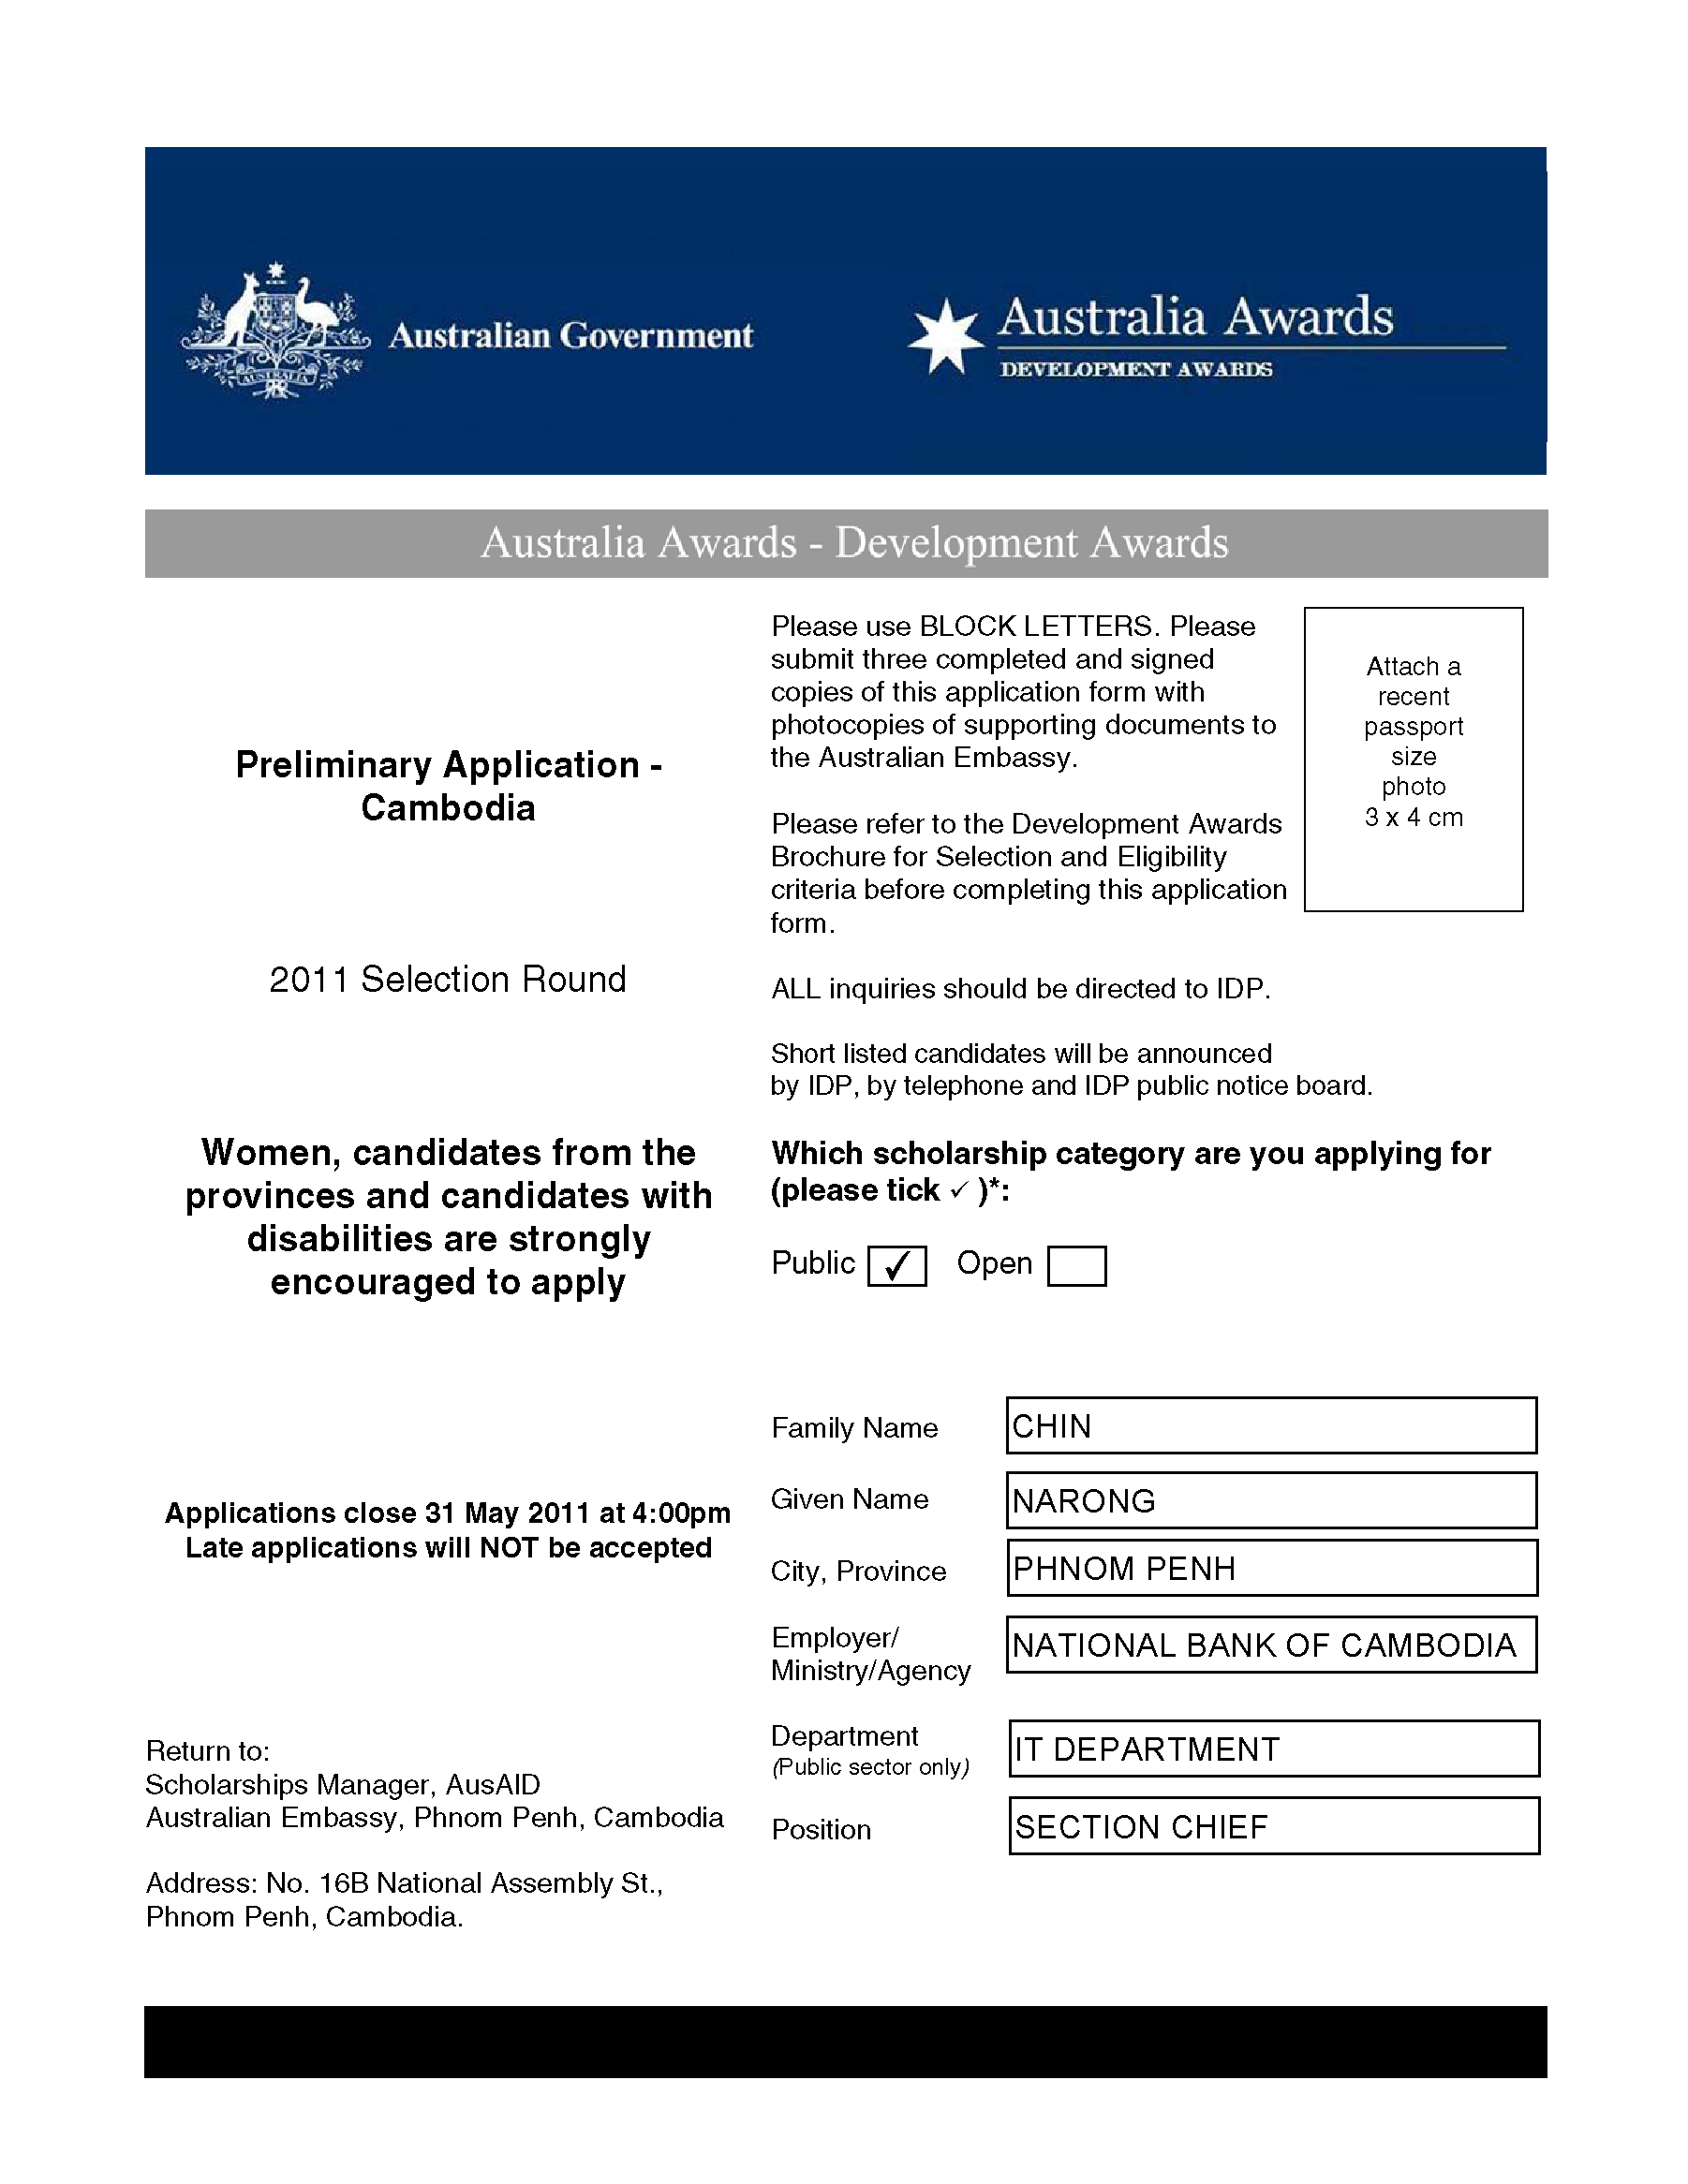 Australian Government
AUSTRALIA
Australia Awards
DEVELOPMENT AWARDS
Australia Awards - Development Awards
Preliminary Application -
Cambodia
2011 Selection Round
Women, candidates from the
provinces and candidates with
disabilities are strongly
encouraged to apply
Applications close 31 May 2011 at 4:00pm
Late applications will NOT be accepted
Return to:
Scholarships Manager, AusAID
Australian Embassy, Phnom Penh, Cambodia
Address: No. 16B National Assembly St.,
Phnom Penh, Cambodia.
Please use BLOCK LETTERS. Please
submit three completed and signed
copies of this application form with
photocopies of supporting documents to
the Australian Embassy.
Please refer to the Development Awards
Brochure for Selection and Eligibility
criteria before completing this application
form.
Attach a
recent
passport
size
photo
3 x 4 cm
ALL inquiries should be directed to IDP.
Short listed candidates will be announced
by IDP, by telephone and IDP public notice board.
Which scholarship category are you applying for
(please tick ✓ )*:
Public ✓ Open
Family Name CHIN
Given Name NARONG
City, Province PHNOM PENH
Employer/
Ministry/Agency NATIONAL BANK OF CAMBODIA
Department
(Public sector only) IT DEPARTMENT
Position SECTION CHIEF